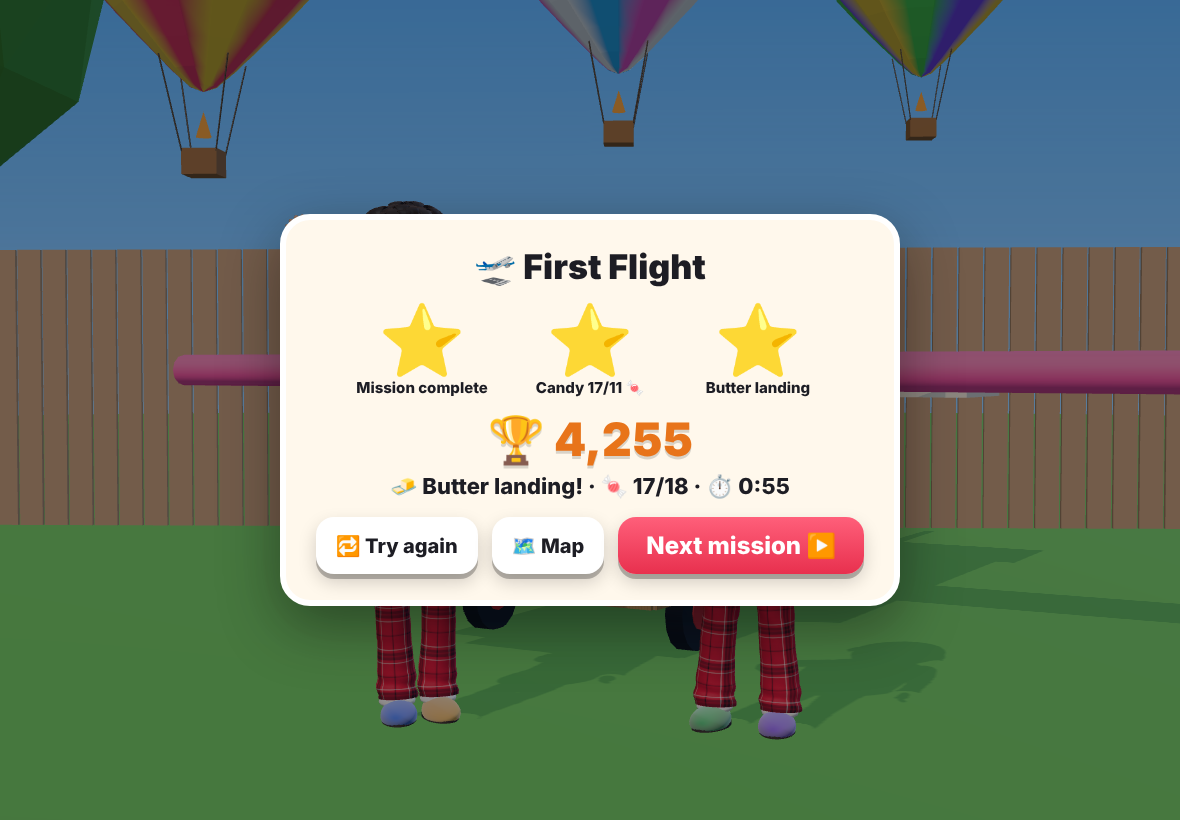 First Flight
Mission complete
Candy 17/11
Butter landing
4,255
Butter landing! · 17/18 · 0:55
Try again
Map
Next mission